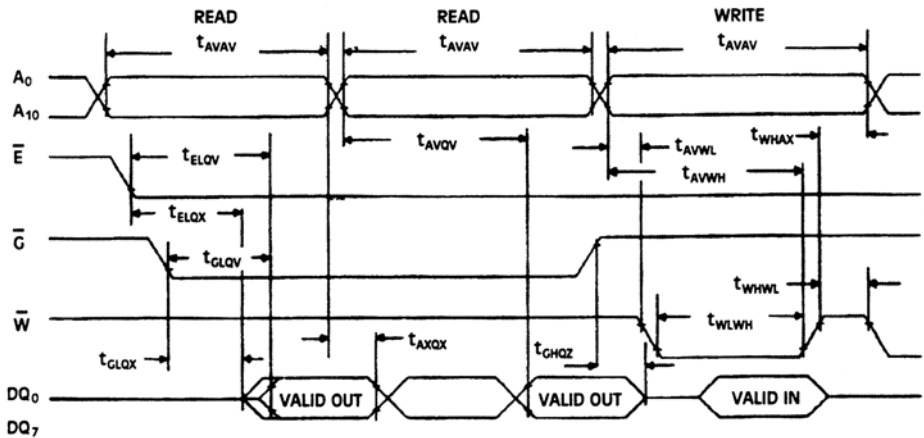 READ READ WRITE
tAVAV tAVAV tAVAV
A0
A10
tAVQV tAVWL tWHAX
E tELQV tAVWH
tELQX
G tGLQV
tWHWL
W tWLWH
tGLQX tAXQX tGHQZ
DQ0 VALID OUT VALID OUT VALID IN
DQ7